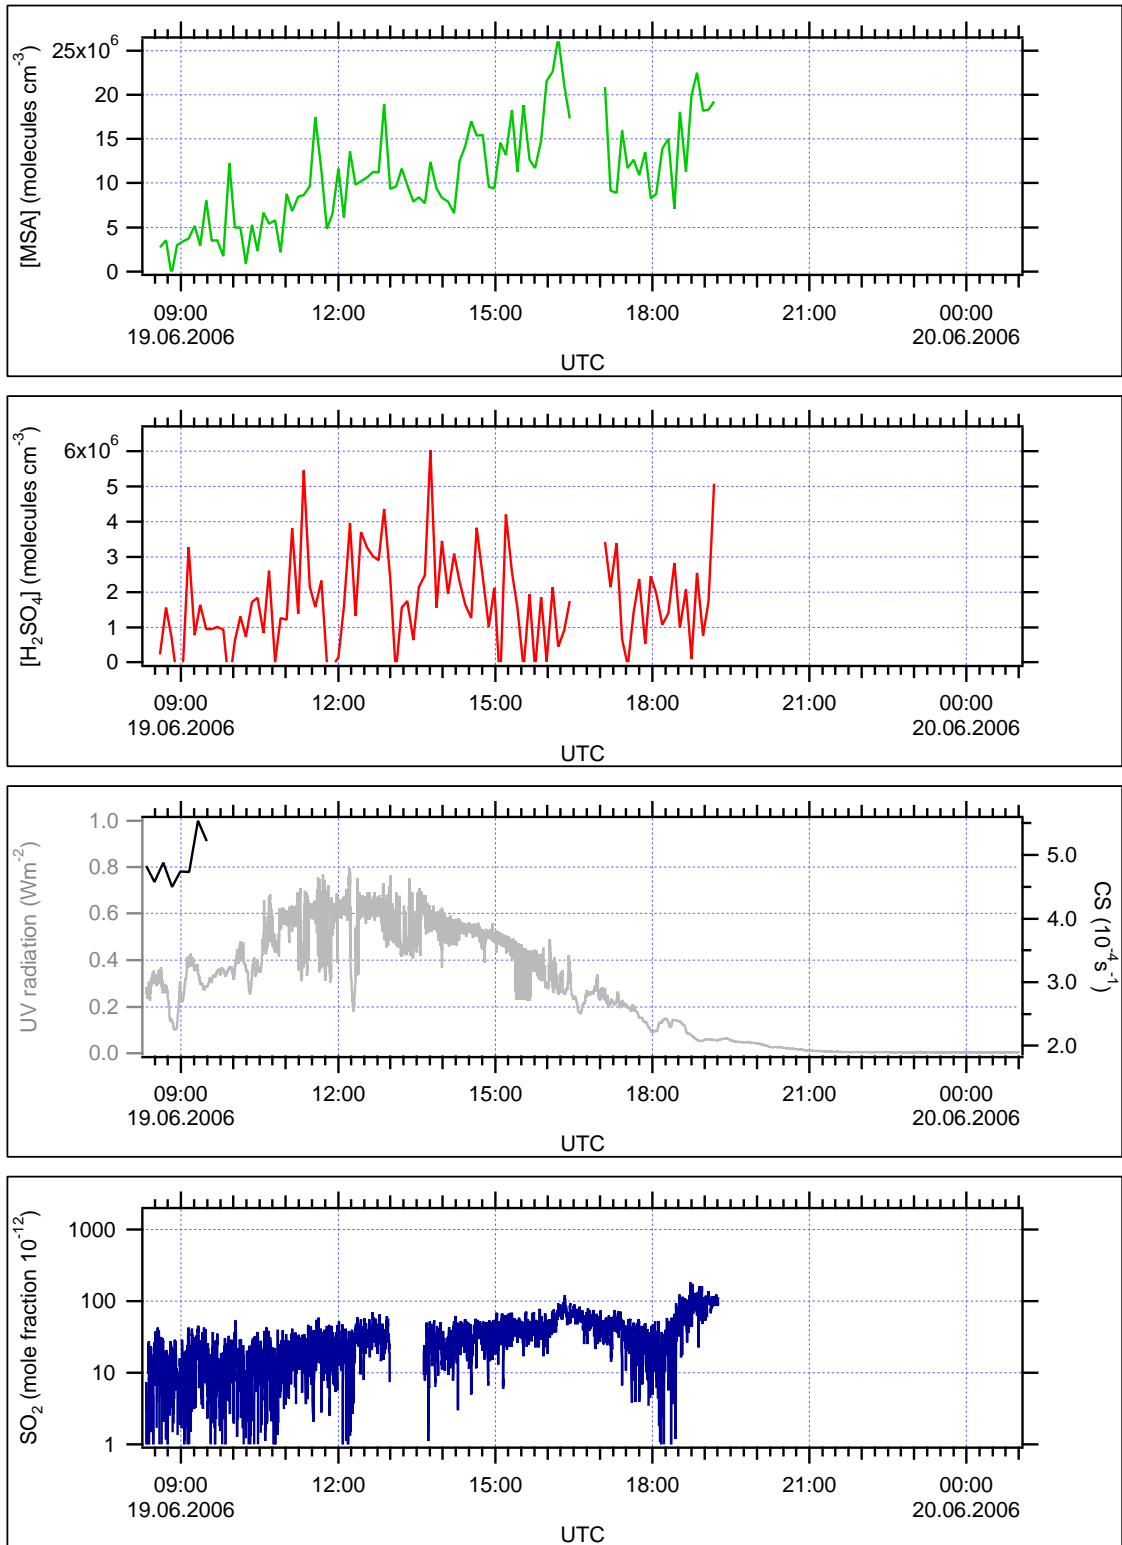 [MSA] (molecules cm-3)
25x10^6
20
15
10
5
0
09:00 12:00 15:00 18:00 21:00 00:00
19.06.2006 20.06.2006
UTC
[H2SO4] (molecules cm-3)
6x10^6
5
4
3
2
1
0
09:00 12:00 15:00 18:00 21:00 00:00
19.06.2006 20.06.2006
UTC
UV radiation (Wm-2)
1.0
0.8
0.6
0.4
0.2
0.0
5.0
4.0
3.0
2.0
CS (10-4 s-1)
09:00 12:00 15:00 18:00 21:00 00:00
19.06.2006 20.06.2006
UTC
SO2 (mole fraction 10-12)
1000
100
10
1
09:00 12:00 15:00 18:00 21:00 00:00
19.06.2006 20.06.2006
UTC